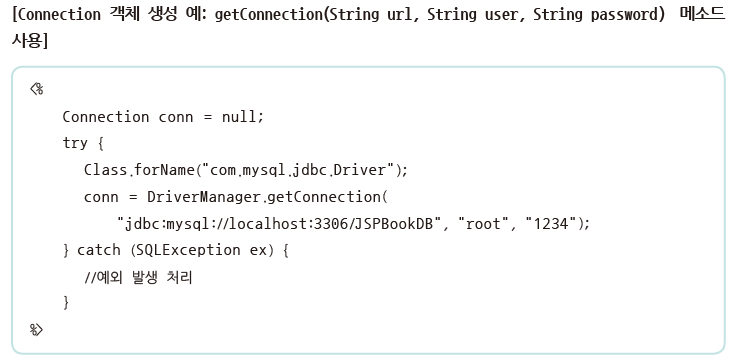 [Connection 객체 생성 예: getConnection(String url, String user, String password) 메소드
사용]
<%
Connection conn = null;
try {
Class.forName("com.mysql.jdbc.Driver");
conn = DriverManager.getConnection(
"jdbc:mysql://localhost:3306/JSPBookDB", "root", "1234");
} catch (SQLException ex) {
//예외 발생 처리
}
%>